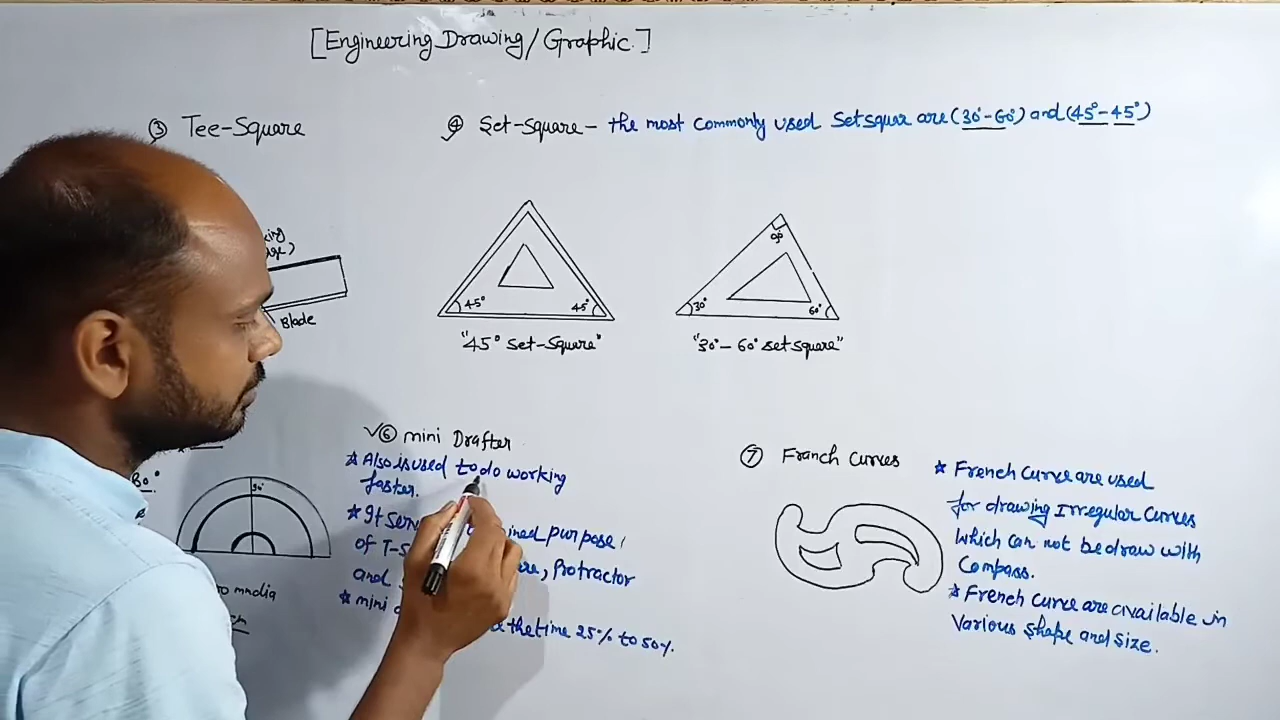 [Engineering Drawing/Graphic.]
③ Tee-Square
④ Set-Square - the most commonly used Setsquar are (30°-60°) and (45°-45°)
Blade
45° 45°
"45° Set-Square"
90°
30° 60°
"30°-60° setsquare"
90°
⑥ mini Drafter
☆ Also is used to do working
faster.
☆ It
purpose,
of
and Protractor
☆ mini
the time 25% to 50%.
⑦ Franch Curves
☆ French Curve are used
for drawing Irregular Curves
which can not be draw with
Compass.
☆ French Curve are available in
Various shape and size.